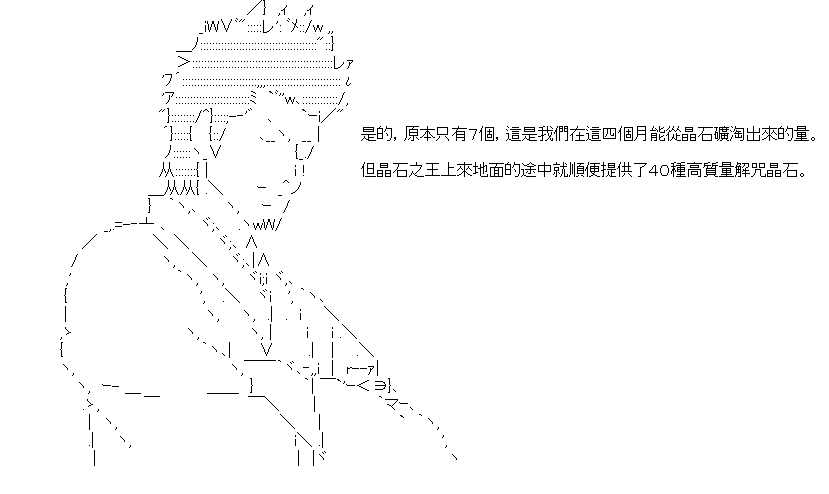 是的，原本只有7個，這是我們在這四個月能從晶石礦淘出來的量。
但晶石之王上來地面的途中就順便提供了40種高質量解咒晶石。